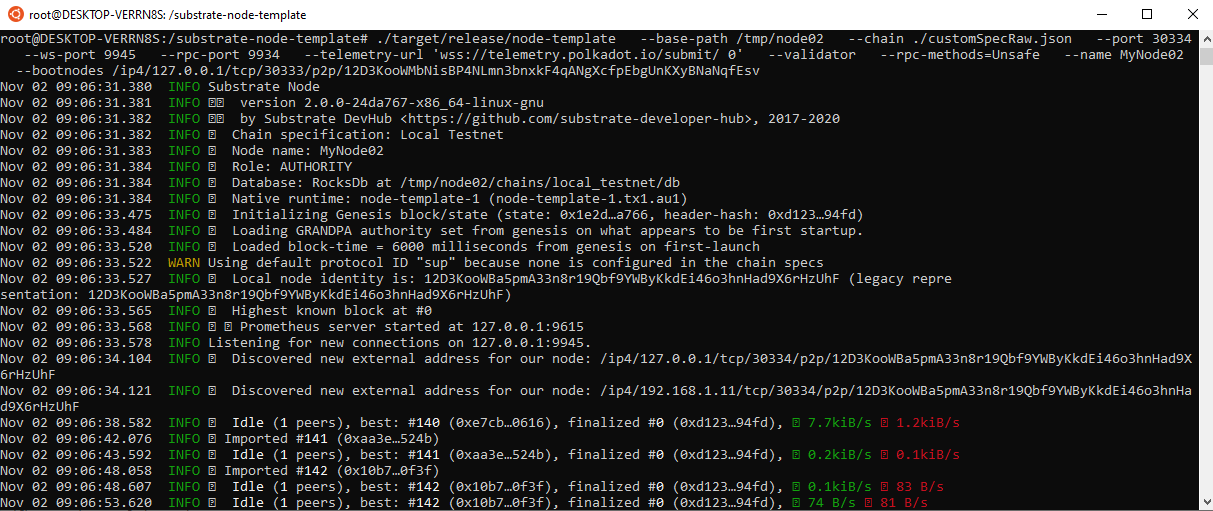 root@DESKTOP-VERRN8S: /substrate-node-template
root@DESKTOP-VERRN8S:/substrate-node-template# ./target/release/node-template --base-path /tmp/node02 --chain ./customSpecRaw.json --port 30334
--ws-port 9945 --rpc-port 9934 --telemetry-url 'wss://telemetry.polkadot.io/submit/ 0' --validator --rpc-methods=Unsafe --name MyNode02
--bootnodes /ip4/127.0.0.1/tcp/30333/p2p/12D3KooWMbNisBP4NLmn3bnxkF4qANgXcfpEbgUnKXyBNaNqfEsv
Nov 02 09:06:31.380 INFO Substrate Node
Nov 02 09:06:31.381 INFO version 2.0.0-24da767-x86_64-linux-gnu
Nov 02 09:06:31.382 INFO by Substrate DevHub <https://github.com/substrate-developer-hub>, 2017-2020
Nov 02 09:06:31.382 INFO Chain specification: Local Testnet
Nov 02 09:06:31.383 INFO Node name: MyNode02
Nov 02 09:06:31.384 INFO Role: AUTHORITY
Nov 02 09:06:31.384 INFO Database: RocksDb at /tmp/node02/chains/local_testnet/db
Nov 02 09:06:31.384 INFO Native runtime: node-template-1 (node-template-1.tx1.au1)
Nov 02 09:06:33.475 INFO Initializing Genesis block/state (state: 0x1e2d…a766, header-hash: 0xd123…94fd)
Nov 02 09:06:33.484 INFO Loading GRANDPA authority set from genesis on what appears to be first startup.
Nov 02 09:06:33.520 INFO Loaded block-time = 6000 milliseconds from genesis on first-launch
Nov 02 09:06:33.522 WARN Using default protocol ID "sup" because none is configured in the chain specs
Nov 02 09:06:33.527 INFO Local node identity is: 12D3KooWBa5pmA33n8r19Qbf9YWByKkdEi46o3hnHad9X6rHzUhF (legacy repre
sentation: 12D3KooWBa5pmA33n8r19Qbf9YWByKkdEi46o3hnHad9X6rHzUhF)
Nov 02 09:06:33.565 INFO Highest known block at #0
Nov 02 09:06:33.568 INFO Prometheus server started at 127.0.0.1:9615
Nov 02 09:06:33.578 INFO Listening for new connections on 127.0.0.1:9945.
Nov 02 09:06:34.104 INFO Discovered new external address for our node: /ip4/127.0.0.1/tcp/30334/p2p/12D3KooWBa5pmA33n8r19Qbf9YWByKkdEi46o3hnHad9X
6rHzUhF
Nov 02 09:06:34.121 INFO Discovered new external address for our node: /ip4/192.168.1.11/tcp/30334/p2p/12D3KooWBa5pmA33n8r19Qbf9YWByKkdEi46o3hnHa
d9X6rHzUhF
Nov 02 09:06:38.582 INFO Idle (1 peers), best: #140 (0xe7cb…0616), finalized #0 (0xd123…94fd), 7.7kiB/s 1.2kiB/s
Nov 02 09:06:42.076 INFO Imported #141 (0xaa3e…524b)
Nov 02 09:06:43.592 INFO Idle (1 peers), best: #141 (0xaa3e…524b), finalized #0 (0xd123…94fd), 0.2kiB/s 0.1kiB/s
Nov 02 09:06:48.058 INFO Imported #142 (0x10b7…0f3f)
Nov 02 09:06:48.607 INFO Idle (1 peers), best: #142 (0x10b7…0f3f), finalized #0 (0xd123…94fd), 0.1kiB/s 83 B/s
Nov 02 09:06:53.620 INFO Idle (1 peers), best: #142 (0x10b7…0f3f), finalized #0 (0xd123…94fd), 74 B/s 81 B/s